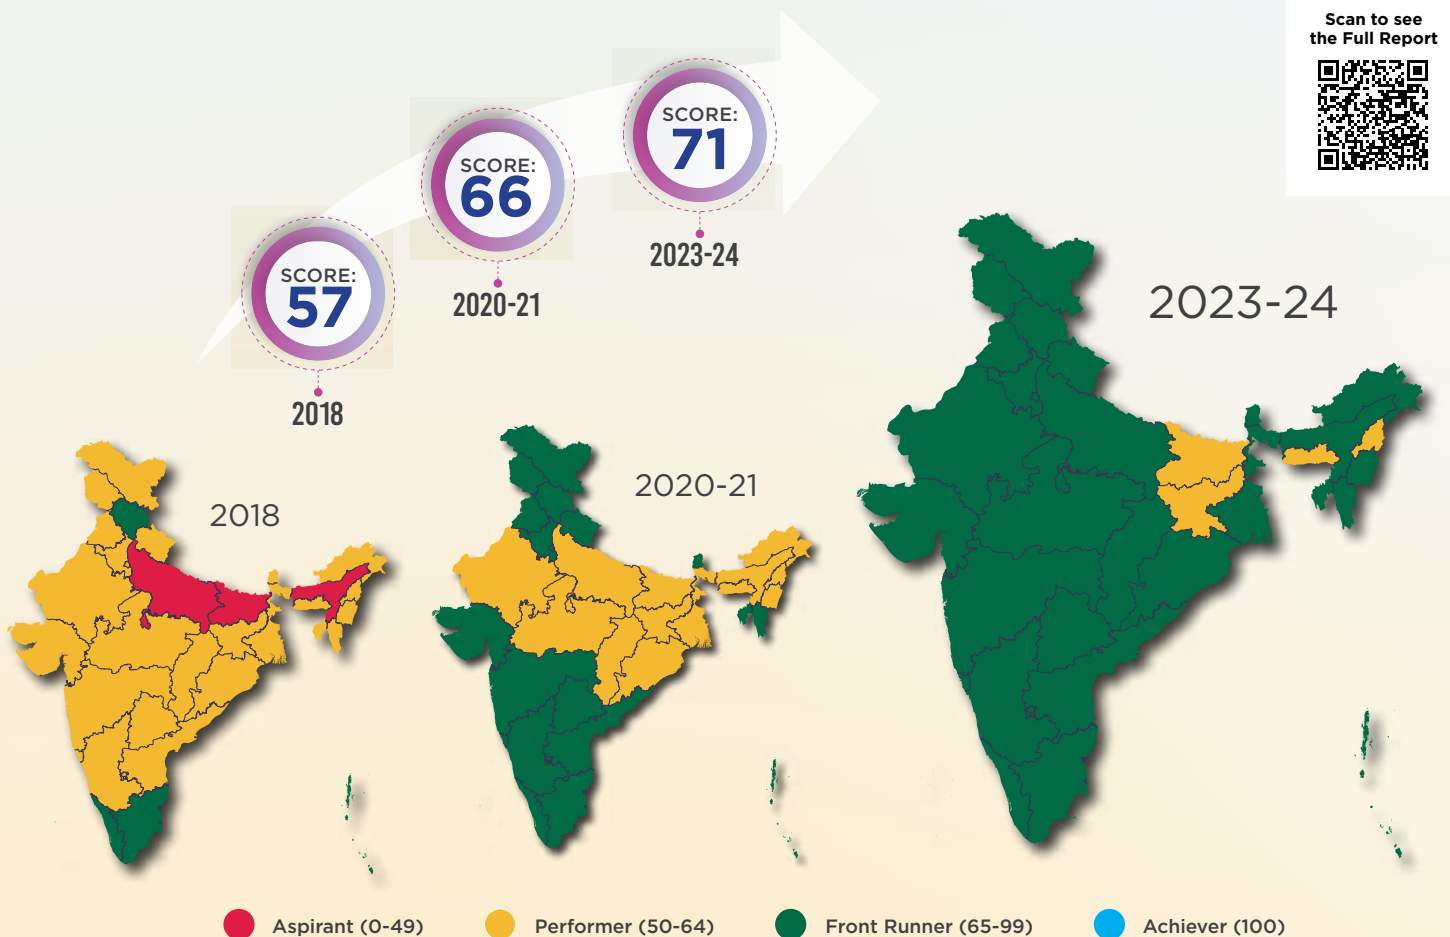 Scan to see
the Full Report
SCORE:
71
2023-24
SCORE:
66
2020-21
SCORE:
57
2018
2023-24
2020-21
2018
Aspirant (0-49)
Performer (50-64)
Front Runner (65-99)
Achiever (100)